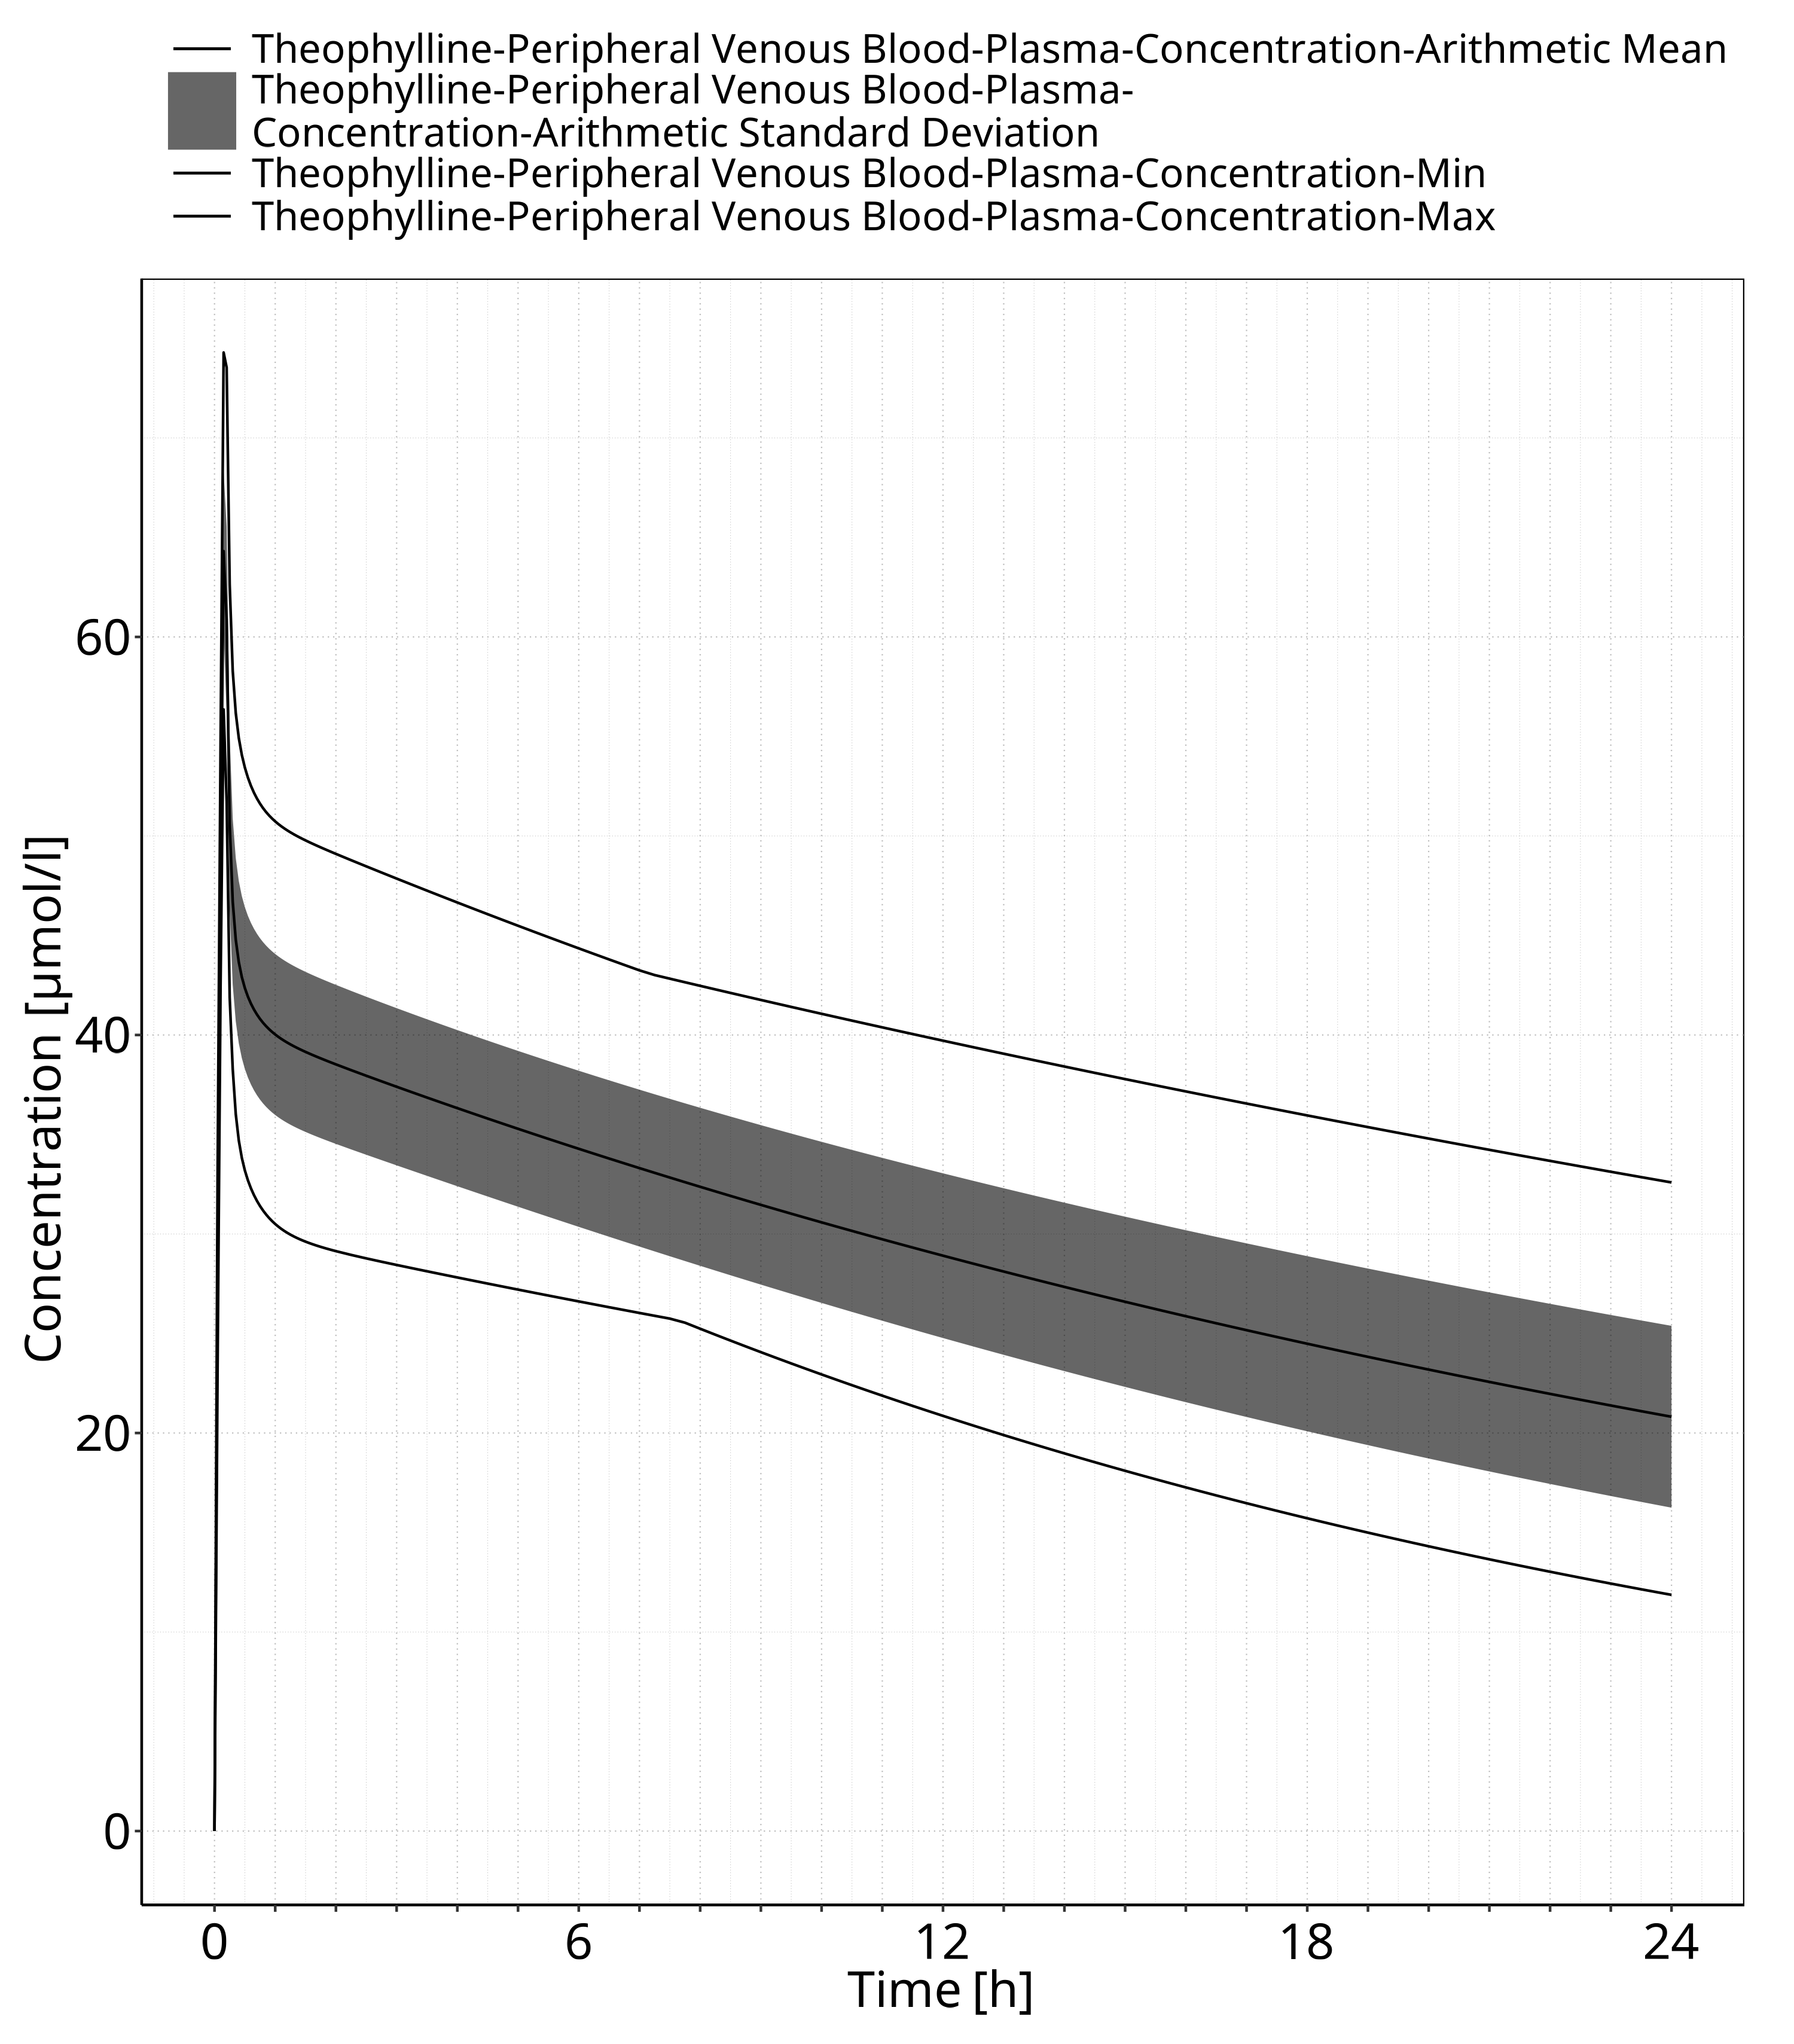 Theophylline-Peripheral Venous Blood-Plasma-Concentration-Arithmetic Mean
Theophylline-Peripheral Venous Blood-Plasma-
Concentration-Arithmetic Standard Deviation
Theophylline-Peripheral Venous Blood-Plasma-Concentration-Min
Theophylline-Peripheral Venous Blood-Plasma-Concentration-Max
Concentration [µmol/l]
60
40
20
0
0 6 12 18 24
Time [h]